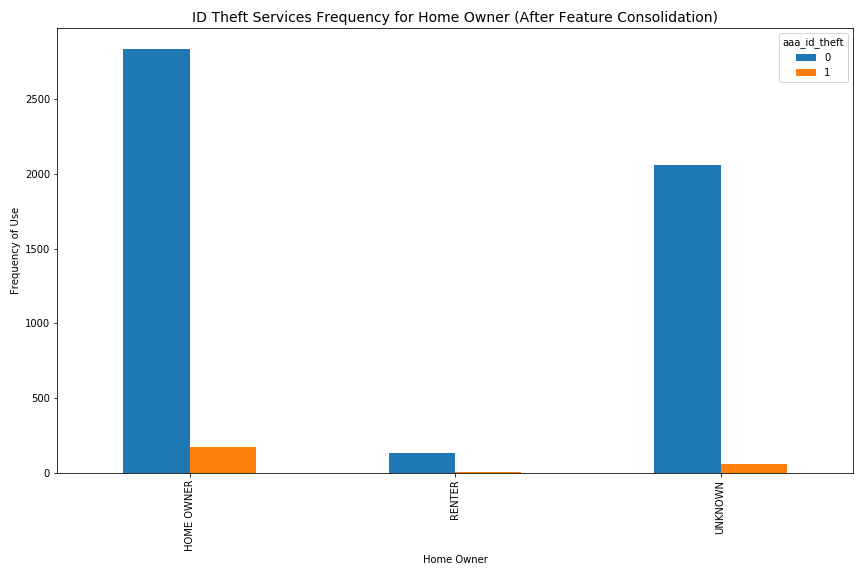 ID Theft Services Frequency for Home Owner (After Feature Consolidation)
aaa_id_theft
0
1
2500
2000
1500
1000
500
0
Frequency of Use
HOME OWNER
RENTER
UNKNOWN
Home Owner